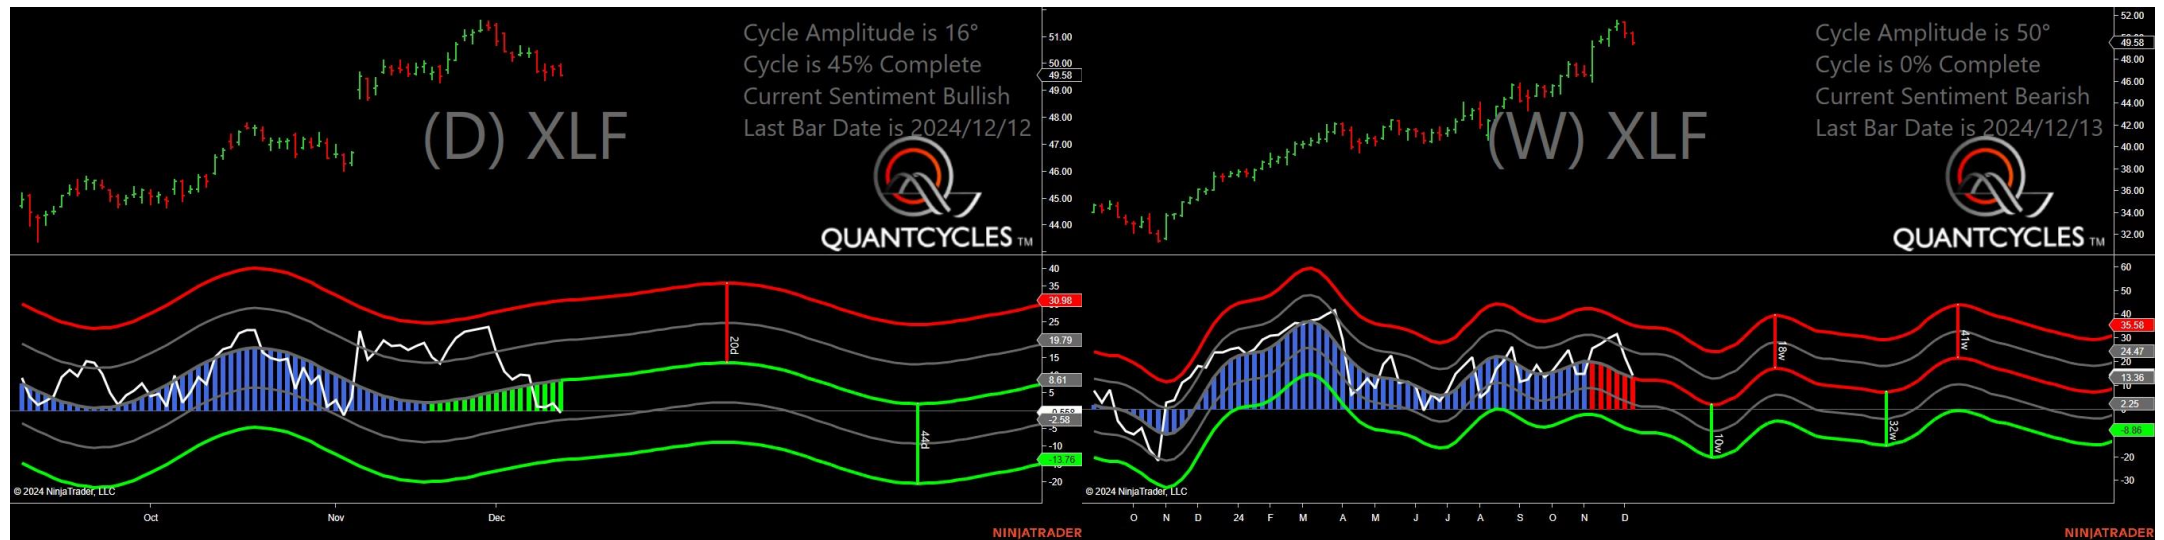 Cycle Amplitude is 16°
Cycle is 45% Complete
Current Sentiment Bullish
Last Bar Date is 2024/12/12
(D) XLF
QUANTCYCLES TM
51.00
50.00
49.58
49.00
48.00
47.00
46.00
45.00
44.00
40
35
30.98
25
19.79
15
8.61
5
-2.58
-5
-10
-13.76
-20
20d
44d
© 2024 NinjaTrader, LLC
Oct Nov Dec
NINJATRADER
Cycle Amplitude is 50°
Cycle is 0% Complete
Current Sentiment Bearish
Last Bar Date is 2024/12/13
(W) XLF
QUANTCYCLES TM
52.00
49.58
48.00
46.00
44.00
42.00
40.00
38.00
36.00
34.00
32.00
60
50
40
35.58
24.47
20
13.36
10
2.25
-8.86
-20
-30
10w
18w
32w
41w
© 2024 NinjaTrader, LLC
O N D 24 F M A M J J A S O N D
NINJATRADER